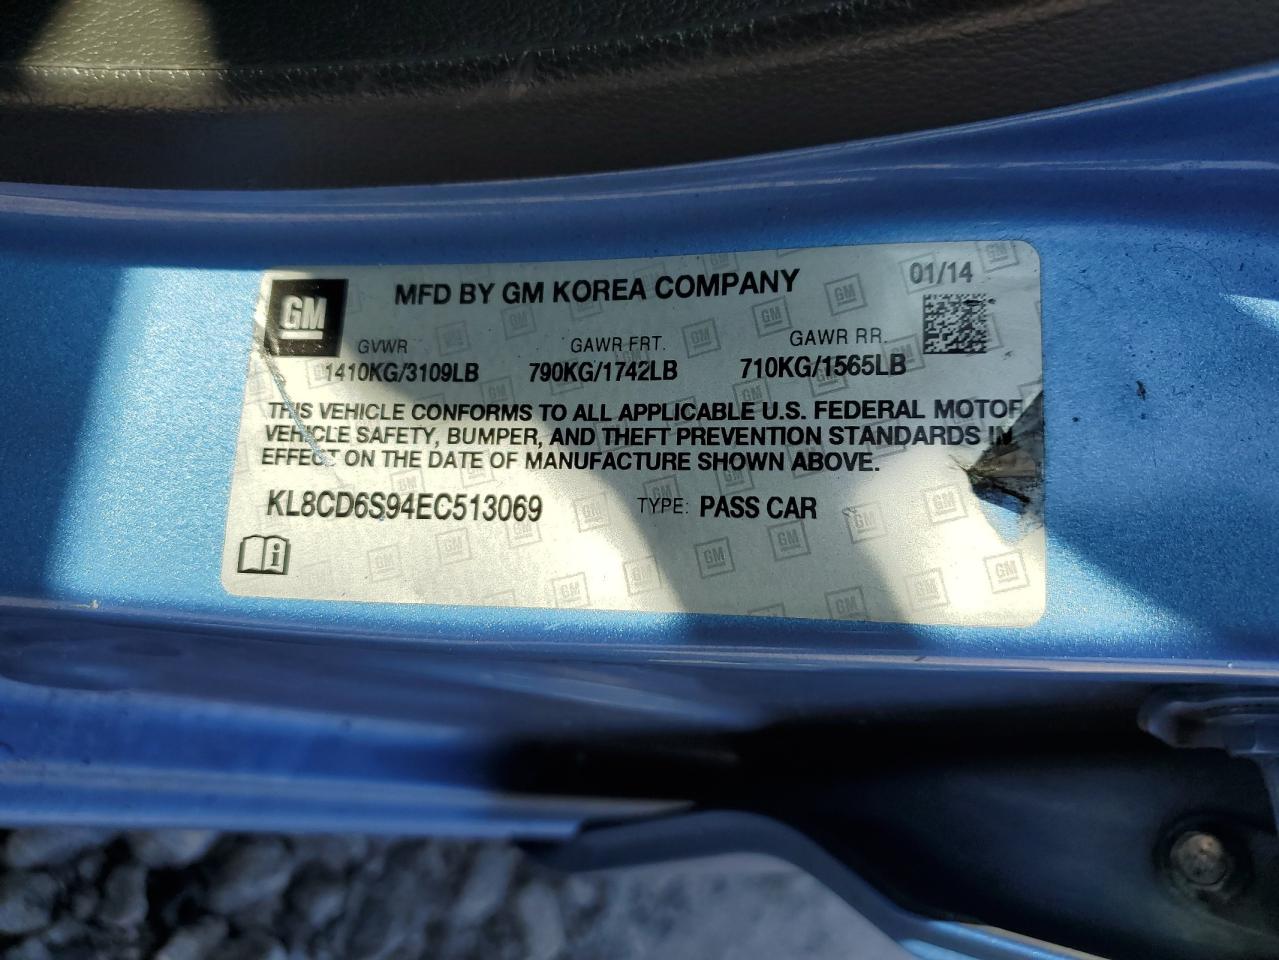 GM
MFD BY GM KOREA COMPANY
01/14
GVWR GAWR FRT. GAWR RR.
1410KG/3109LB 790KG/1742LB 710KG/1565LB
THIS VEHICLE CONFORMS TO ALL APPLICABLE U.S. FEDERAL MOTOR
VEHICLE SAFETY, BUMPER, AND THEFT PREVENTION STANDARDS IN
EFFECT ON THE DATE OF MANUFACTURE SHOWN ABOVE.
KL8CD6S94EC513069 TYPE: PASS CAR